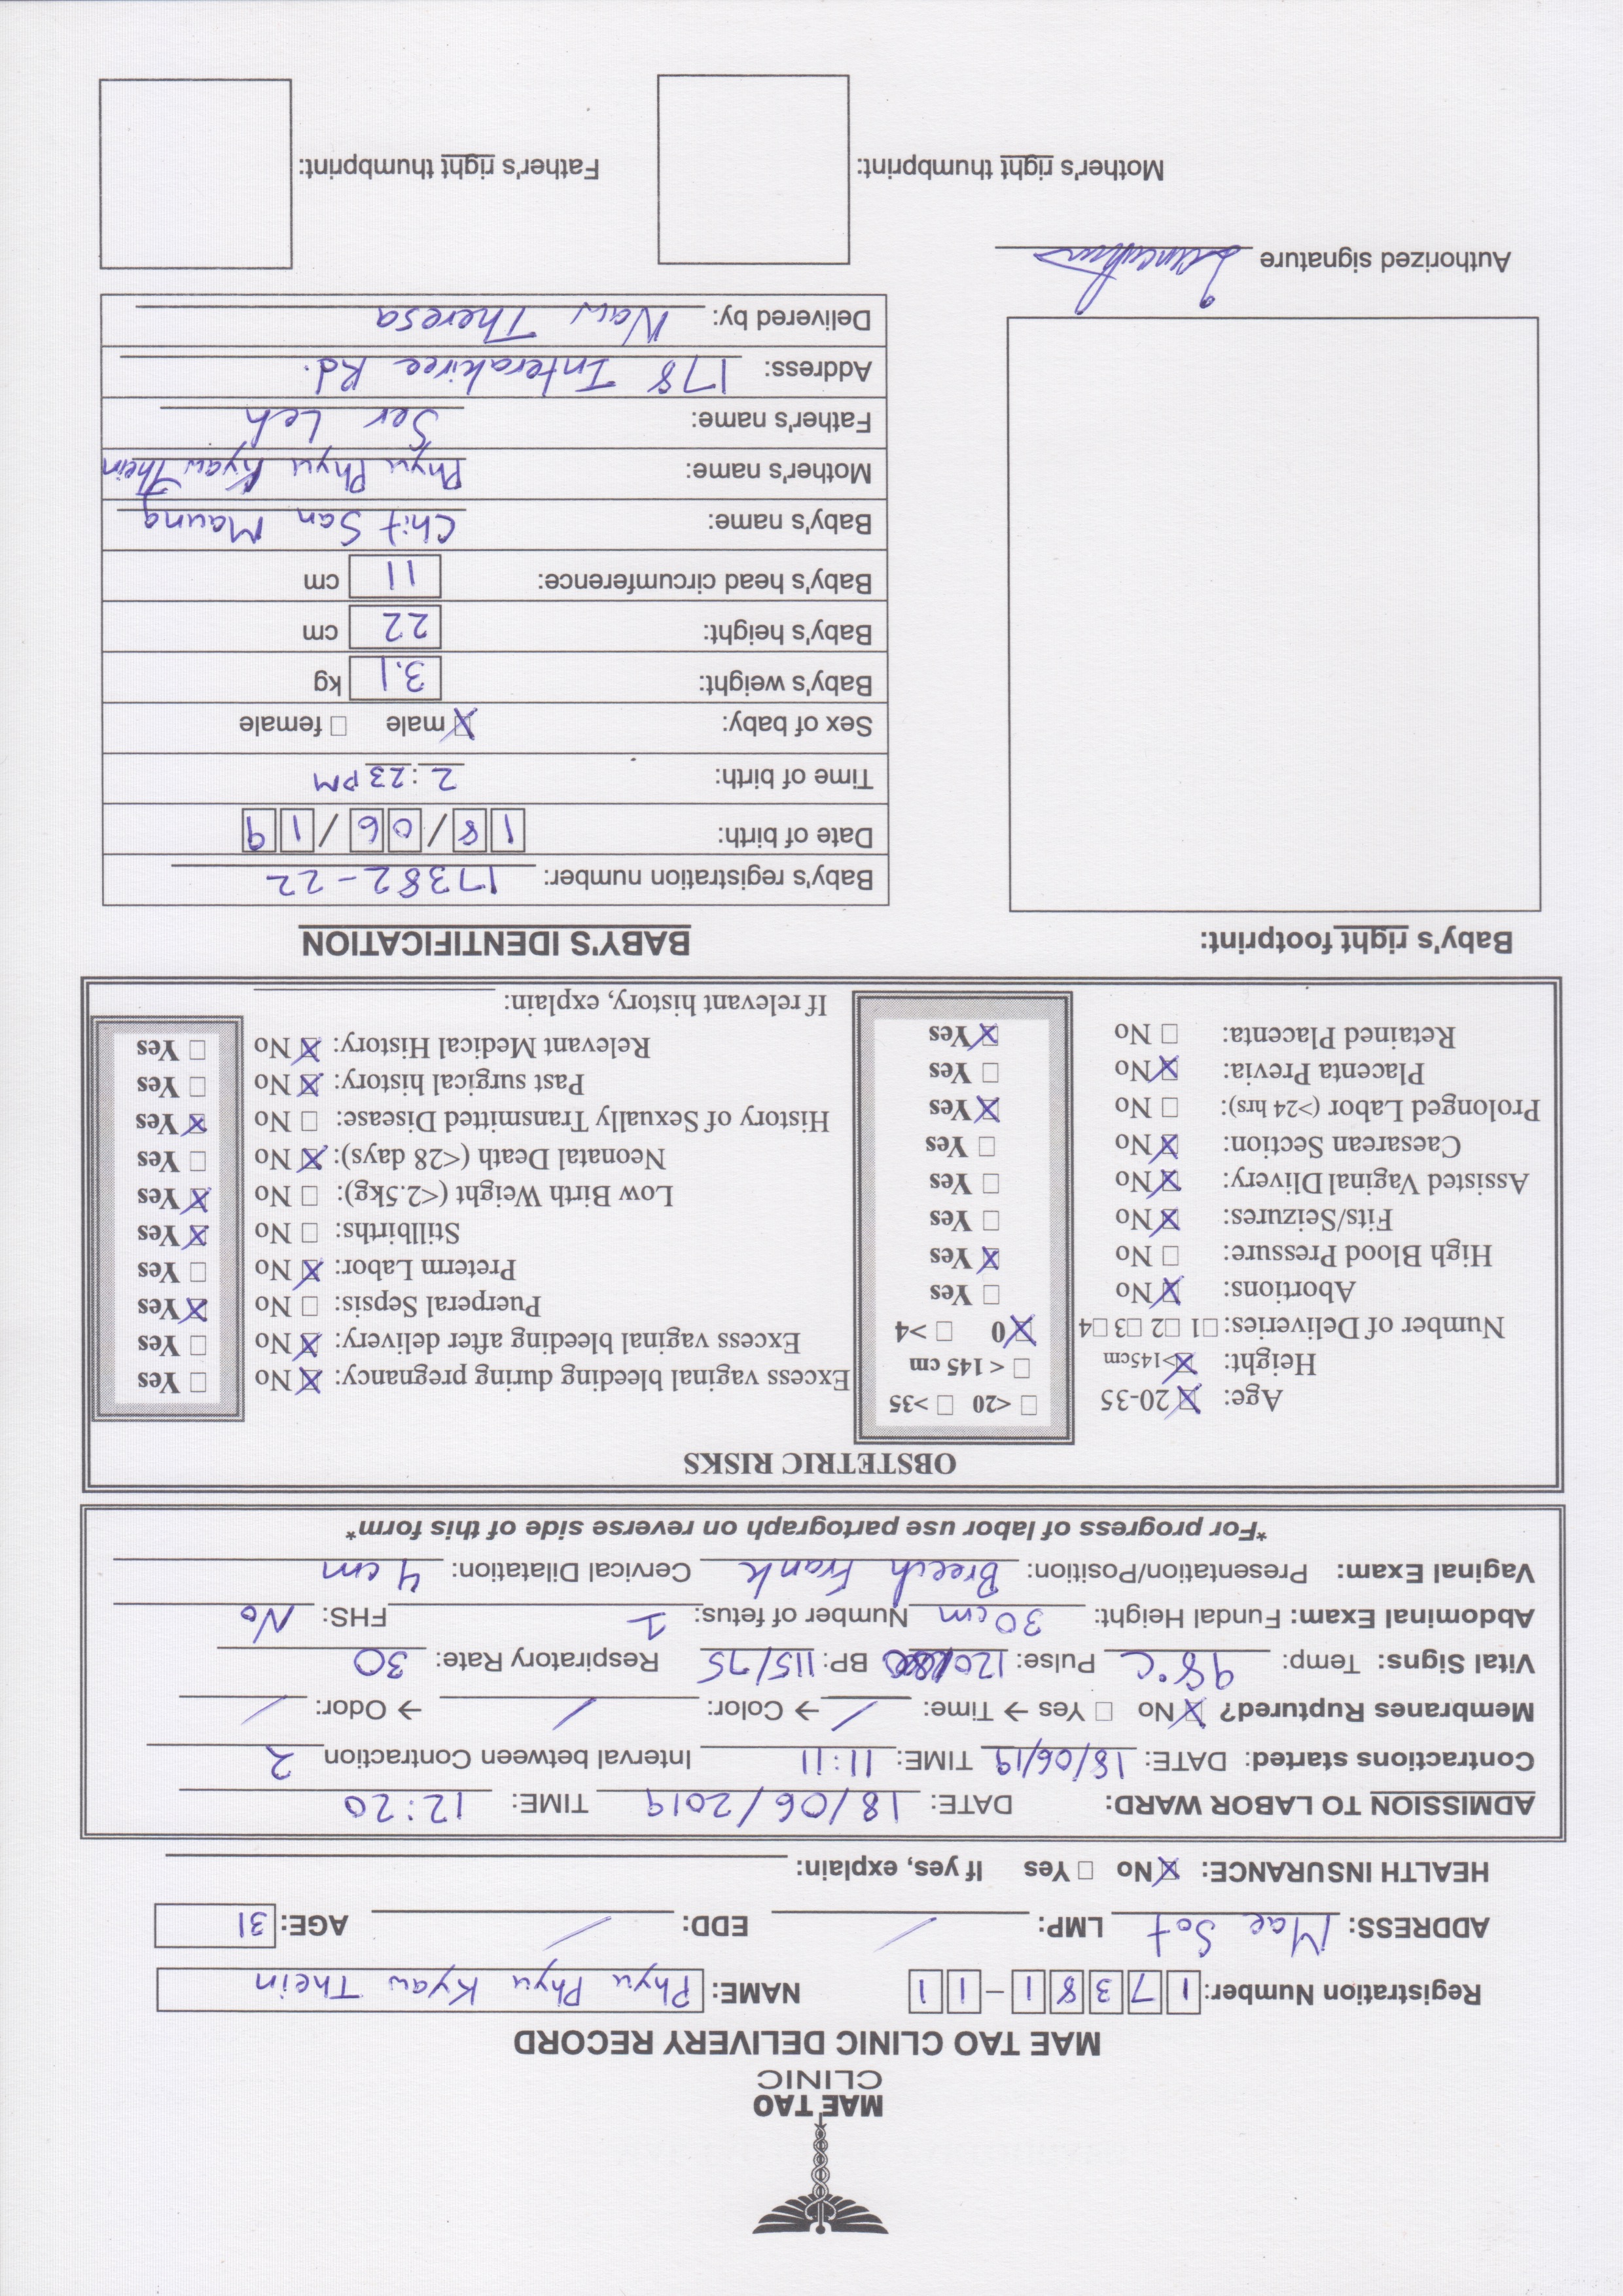 MAE TAO
CLINIC
MAE TAO CLINIC DELIVERY RECORD
Registration Number: 17381-11 NAME: Phyu Phyu Kyaw Thein
ADDRESS: Mae Sot LMP: / EDD: / AGE: 31
HEALTH INSURANCE: ☒ No ☐ Yes If yes, explain:
ADMISSION TO LABOR WARD: DATE: 18/06/2019 TIME: 12:20
Contractions started: DATE: 18/06/19 TIME: 11:11 Interval between Contraction 2
Membranes Ruptured? ☒ No ☐ Yes → Time: / → Color: / → Odor: /
Vital Signs: Temp: 98°C Pulse: 120 BP: 115/75 Respiratory Rate: 30
Abdominal Exam: Fundal Height: 30cm Number of fetus: 1 FHS: No
Vaginal Exam: Presentation/Position: Breech Frank Cervical Dilatation: 4 cm
*For progress of labor use partograph on reverse side of this form*
OBSTETRIC RISKS
Age: ☒ 20-35 ☐ <20 ☐ >35
Height: ☒ >145cm ☐ < 145 cm
Number of Deliveries: ☐1 ☐2 ☐3 ☐4 ☒ 0 ☐ >4
Abortions: ☒ No ☐ Yes
High Blood Pressure: ☐ No ☒ Yes
Fits/Seizures: ☒ No ☐ Yes
Assisted Vaginal Dlivery: ☒ No ☐ Yes
Caesarean Section: ☒ No ☐ Yes
Prolonged Labor (>24 hrs): ☐ No ☒ Yes
Placenta Previa: ☒ No ☐ Yes
Retained Placenta: ☐ No ☒ Yes
Excess vaginal bleeding during pregnancy: ☒ No ☐ Yes
Excess vaginal bleeding after delivery: ☒ No ☐ Yes
Puerperal Sepsis: ☐ No ☒ Yes
Preterm Labor: ☒ No ☐ Yes
Stillbirths: ☐ No ☒ Yes
Low Birth Weight (<2.5kg): ☐ No ☒ Yes
Neonatal Death (<28 days): ☒ No ☐ Yes
History of Sexually Transmitted Disease: ☐ No ☒ Yes
Past surgical history: ☒ No ☐ Yes
Relevant Medical History: ☒ No ☐ Yes
If relevant history, explain:
Baby's right footprint:
Authorized signature
BABY'S IDENTIFICATION
Baby's registration number: 17382-22
Date of birth: 18/06/19
Time of birth: 2:23 PM
Sex of baby: ☒ male ☐ female
Baby's weight: 3.1 kg
Baby's height: 22 cm
Baby's head circumference: 11 cm
Baby's name: Chit San Maung
Mother's name: Phyu Phyu Kyaw Thein
Father's name: Ser Leh
Address: 178 Interakiree Rd.
Delivered by: Naw Theresa
Mother's right thumbprint: Father's right thumbprint: